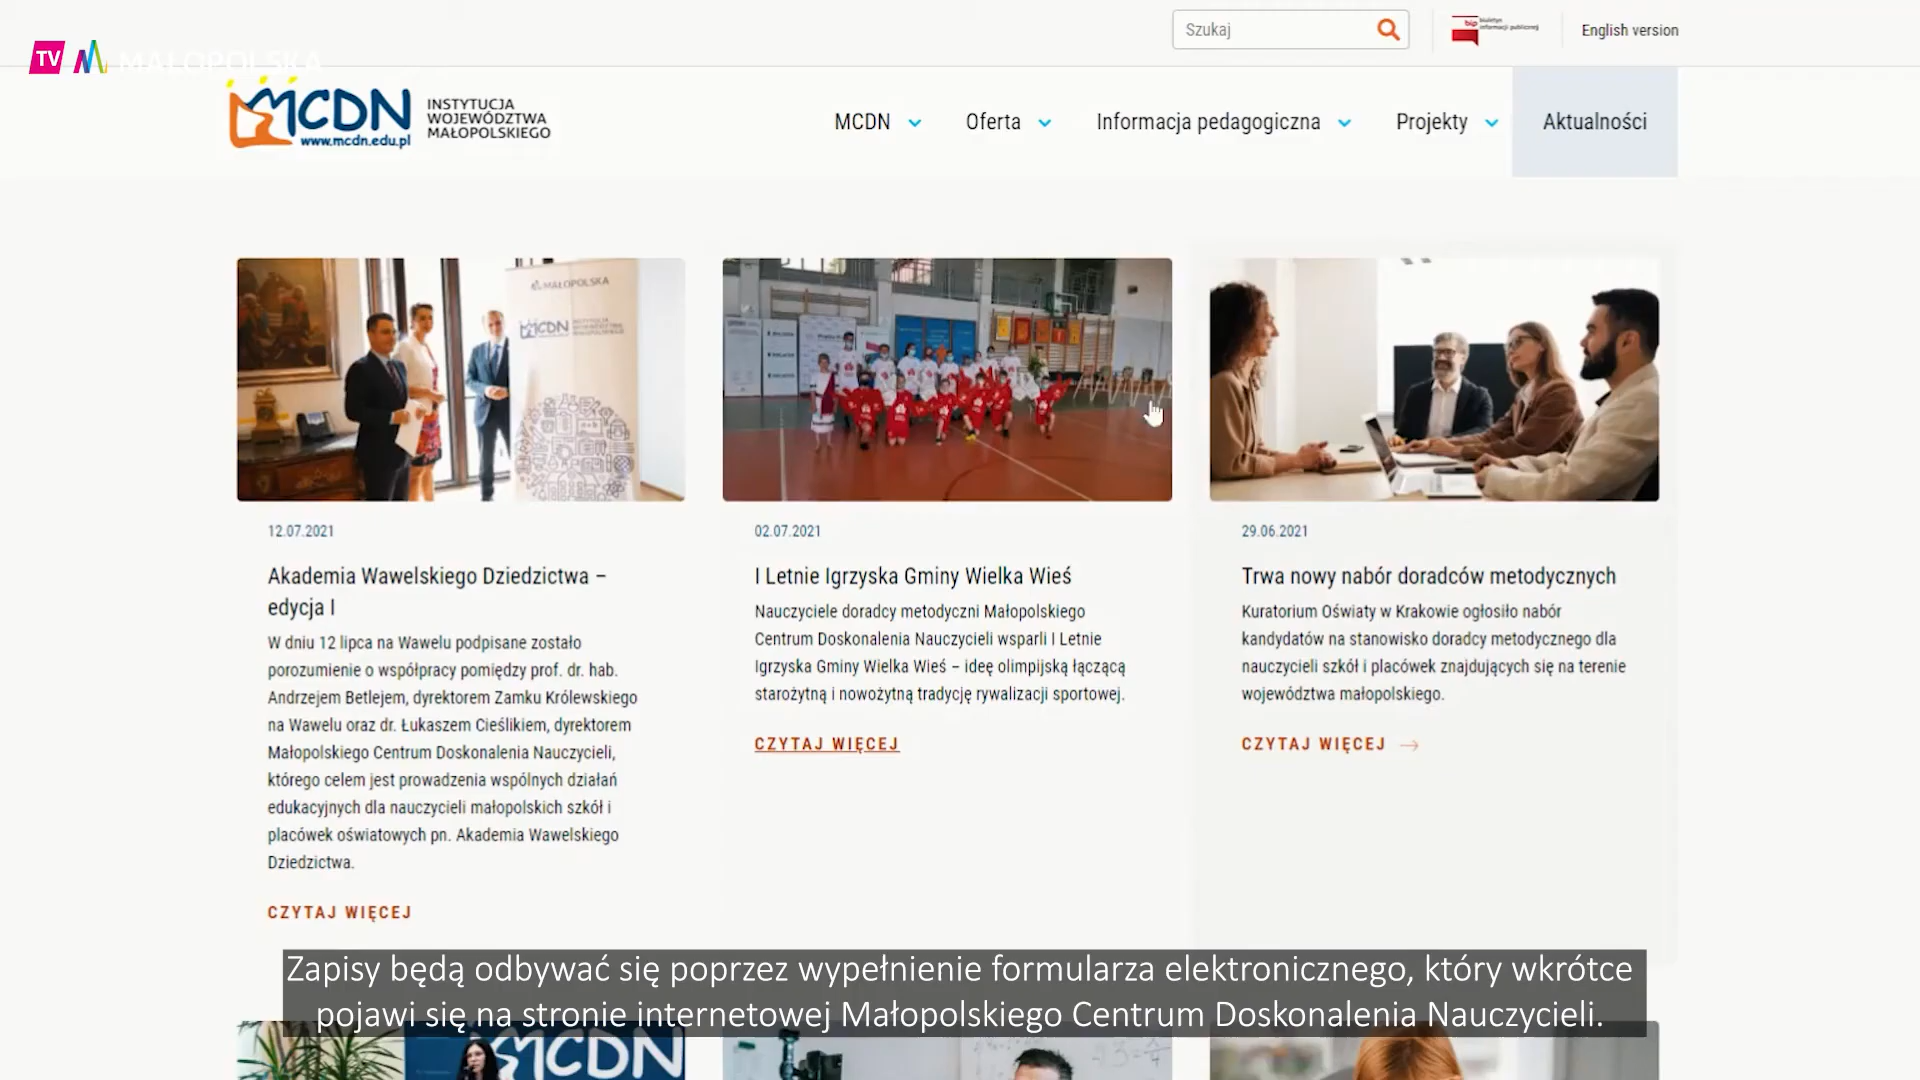 Szukaj
bip
biuletyn
informacji publicznej
English version
TV
MAŁOPOLSKA
MCDN
www.mcdn.edu.pl
INSTYTUCJA
WOJEWÓDZTWA
MAŁOPOLSKIEGO
MCDN
Oferta
Informacja pedagogiczna
Projekty
Aktualności
MAŁOPOLSKA
MCDN
12.07.2021
Akademia Wawelskiego Dziedzictwa –
edycja I
W dniu 12 lipca na Wawelu podpisane zostało
porozumienie o współpracy pomiędzy prof. dr. hab.
Andrzejem Betlejem, dyrektorem Zamku Królewskiego
na Wawelu oraz dr. Łukaszem Cieślikiem, dyrektorem
Małopolskiego Centrum Doskonalenia Nauczycieli,
którego celem jest prowadzenia wspólnych działań
edukacyjnych dla nauczycieli małopolskich szkół i
placówek oświatowych pn. Akademia Wawelskiego
Dziedzictwa.
CZYTAJ WIĘCEJ
02.07.2021
I Letnie Igrzyska Gminy Wielka Wieś
Nauczyciele doradcy metodyczni Małopolskiego
Centrum Doskonalenia Nauczycieli wsparli I Letnie
Igrzyska Gminy Wielka Wieś – ideę olimpijską łączącą
starożytną i nowożytną tradycję rywalizacji sportowej.
CZYTAJ WIĘCEJ
29.06.2021
Trwa nowy nabór doradców metodycznych
Kuratorium Oświaty w Krakowie ogłosiło nabór
kandydatów na stanowisko doradcy metodycznego dla
nauczycieli szkół i placówek znajdujących się na terenie
województwa małopolskiego.
CZYTAJ WIĘCEJ
Zapisy będą odbywać się poprzez wypełnienie formularza elektronicznego, który wkrótce
pojawi się na stronie internetowej Małopolskiego Centrum Doskonalenia Nauczycieli.
MCDN